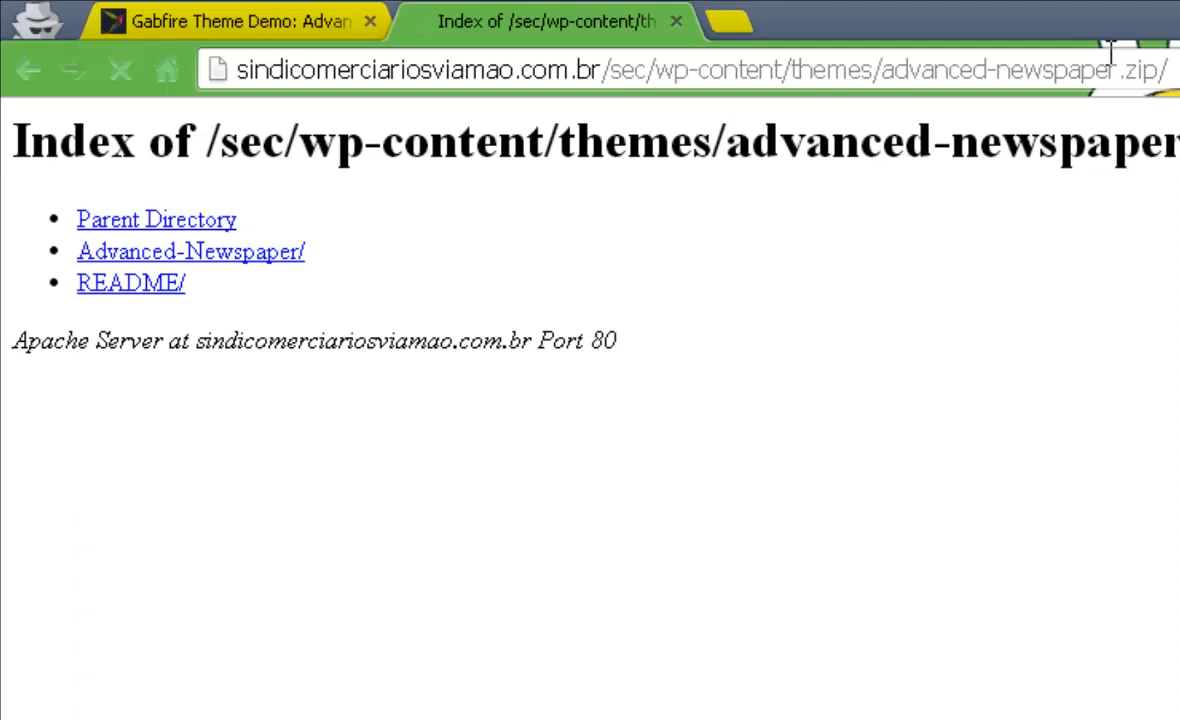 Gabfire Theme Demo: Advan
Index of /sec/wp-content/th
sindicomerciariosviamao.com.br/sec/wp-content/themes/advanced-newspaper.zip/
Index of /sec/wp-content/themes/advanced-newspaper
Parent Directory
Advanced-Newspaper/
README/
Apache Server at sindicomerciariosviamao.com.br Port 80